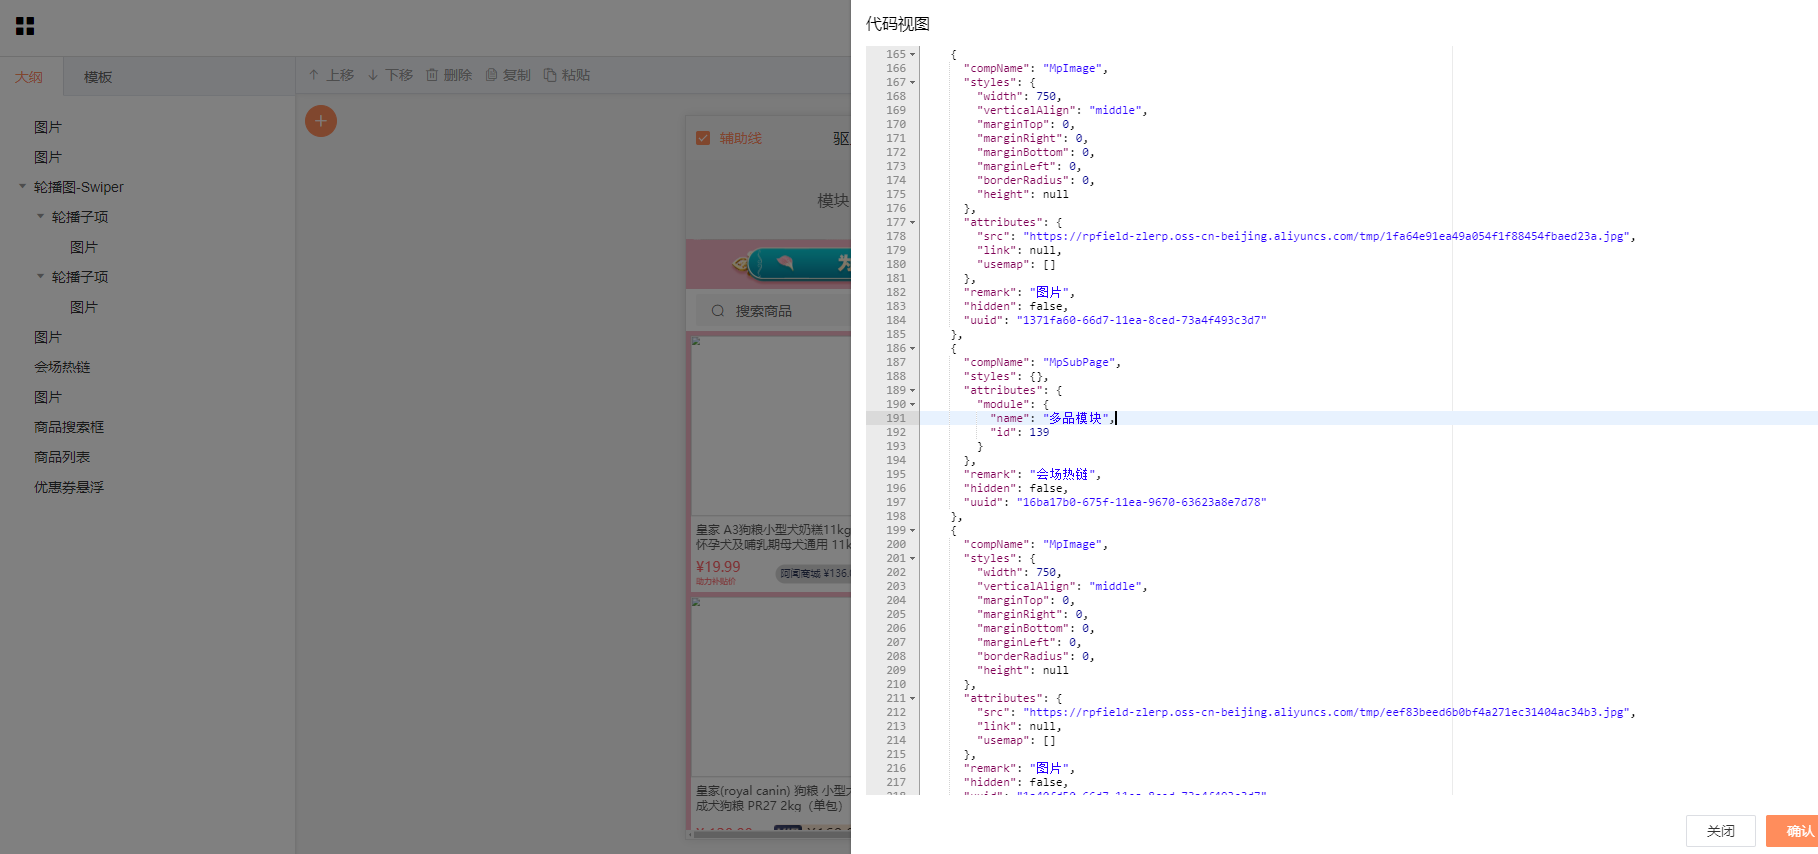 大纲
模板
上移
下移
删除
复制
粘贴
图片
图片
轮播图-Swiper
轮播子项
图片
轮播子项
图片
图片
会场热链
图片
商品搜索框
商品列表
优惠券悬浮
辅助线
模块
搜索商品
皇家 A3狗粮小型犬奶糕11kg
怀孕犬及哺乳期母犬通用 11k
¥19.99
阿闻商城 ¥136.
皇家(royal canin) 狗粮 小型
成犬狗粮 PR27 2kg（单包）
代码视图
165 {
166 "compName": "MpImage",
167 "styles": {
168 "width": 750,
169 "verticalAlign": "middle",
170 "marginTop": 0,
171 "marginRight": 0,
172 "marginBottom": 0,
173 "marginLeft": 0,
174 "borderRadius": 0,
175 "height": null
176 },
177 "attributes": {
178 "src": "https://rpfield-zlerp.oss-cn-beijing.aliyuncs.com/tmp/1fa64e91ea49a054f1f88454fbaed23a.jpg",
179 "link": null,
180 "usemap": []
181 },
182 "remark": "图片",
183 "hidden": false,
184 "uuid": "1371fa60-66d7-11ea-8ced-73a4f493c3d7"
185 },
186 {
187 "compName": "MpSubPage",
188 "styles": {},
189 "attributes": {
190 "module": {
191 "name": "多品模块",
192 "id": 139
193 }
194 },
195 "remark": "会场热链",
196 "hidden": false,
197 "uuid": "16ba17b0-675f-11ea-9670-63623a8e7d78"
198 },
199 {
200 "compName": "MpImage",
201 "styles": {
202 "width": 750,
203 "verticalAlign": "middle",
204 "marginTop": 0,
205 "marginRight": 0,
206 "marginBottom": 0,
207 "marginLeft": 0,
208 "borderRadius": 0,
209 "height": null
210 },
211 "attributes": {
212 "src": "https://rpfield-zlerp.oss-cn-beijing.aliyuncs.com/tmp/eef83beed6b0bf4a271ec31404ac34b3.jpg",
213 "link": null,
214 "usemap": []
215 },
216 "remark": "图片",
217 "hidden": false,
关闭
确认